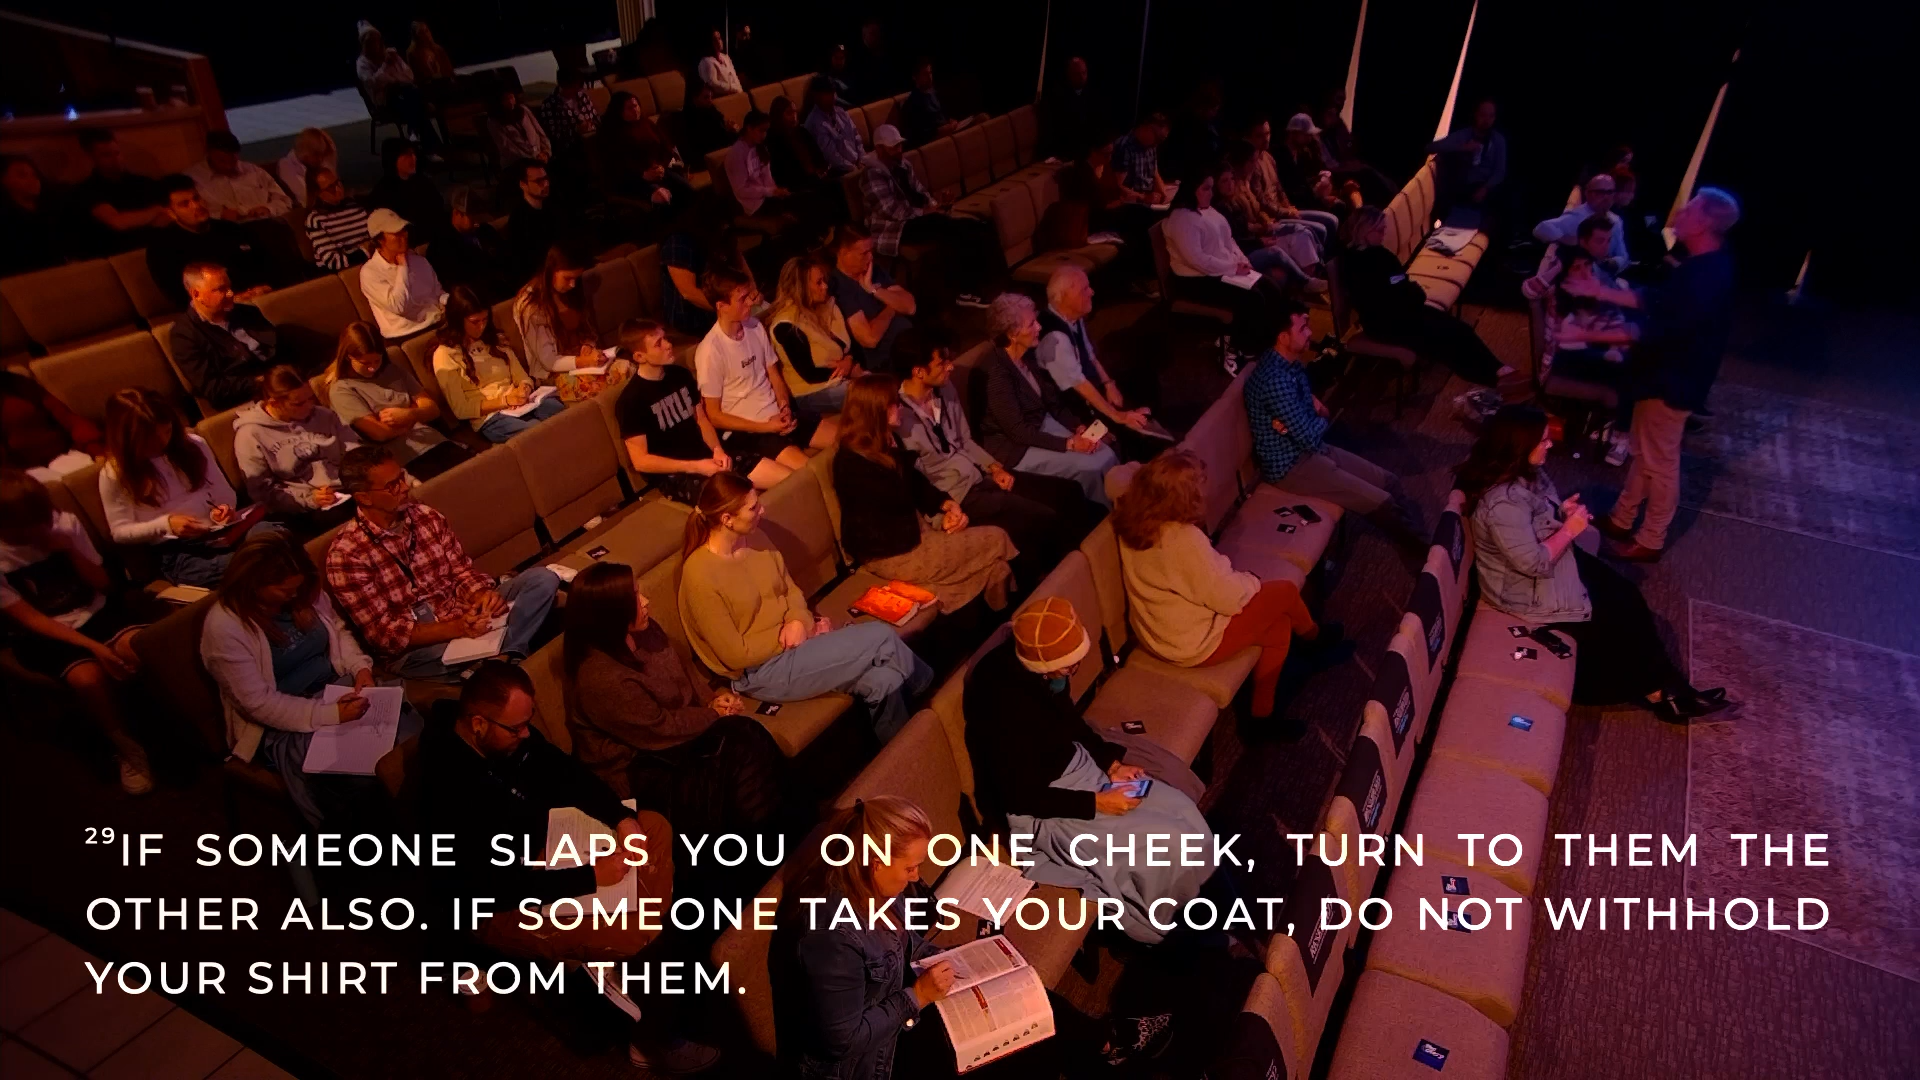 ²⁹IF SOMEONE SLAPS YOU ON ONE CHEEK, TURN TO THEM THE
OTHER ALSO. IF SOMEONE TAKES YOUR COAT, DO NOT WITHHOLD
YOUR SHIRT FROM THEM.
TITLE